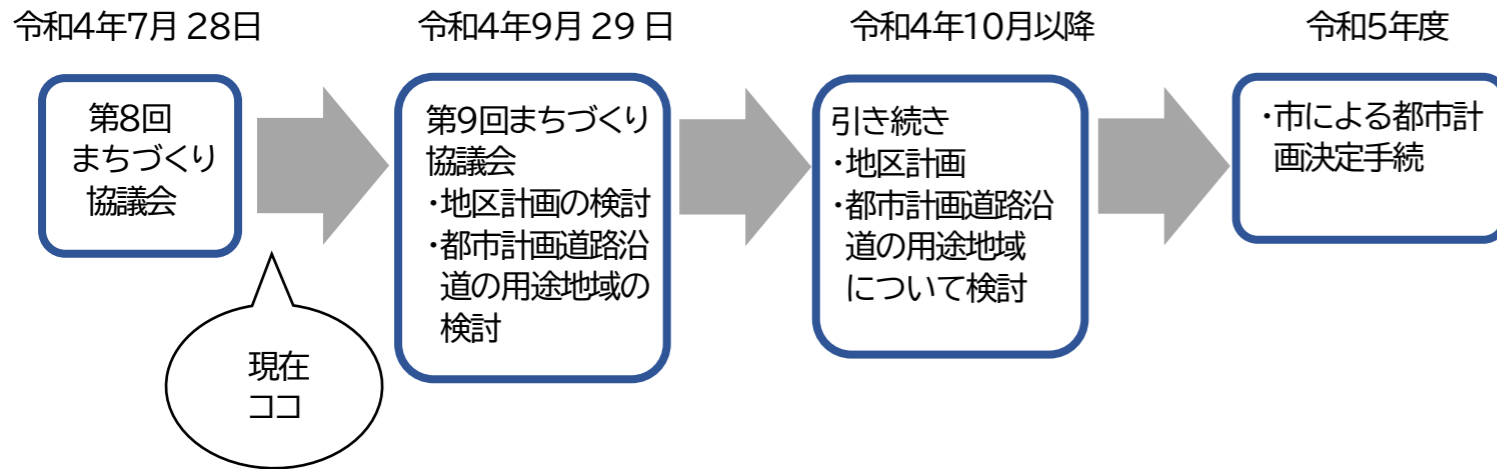 令和4年7月 28日
第8回
まちづくり
協議会
現在
ココ
令和4年9月 29 日
第9回まちづくり
協議会
・地区計画の検討
・都市計画道路沿
道の用途地域の
検討
令和4年10月以降
引き続き
・地区計画
・都市計画道路沿
道の用途地域
について検討
令和5年度
・市による都市計
画決定手続